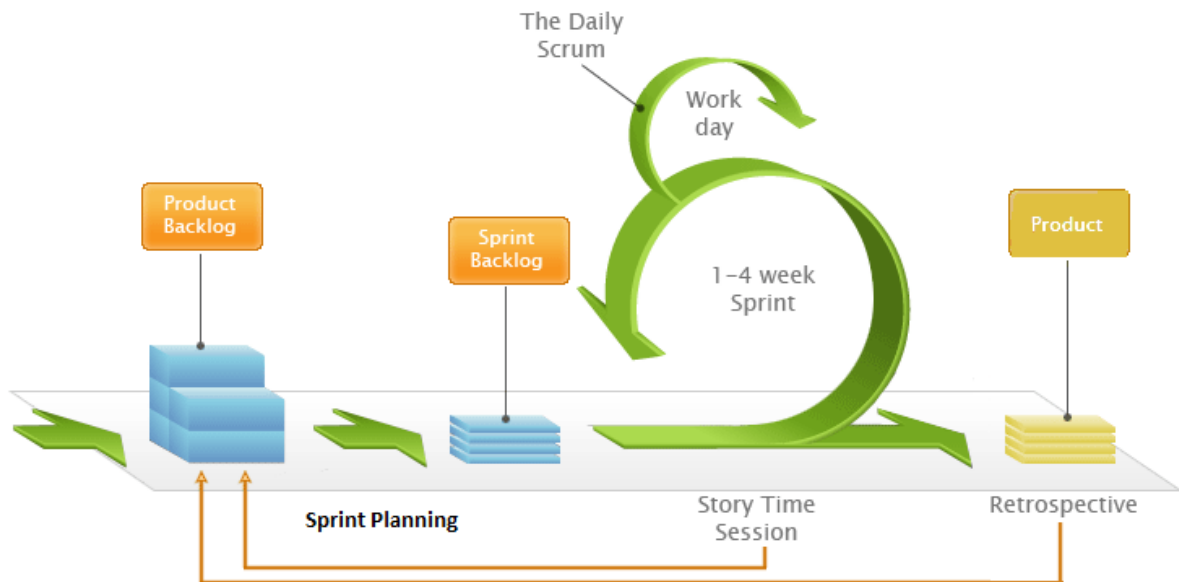 The Daily
Scrum
Work
day
Product
Backlog
Sprint
Backlog
1-4 week
Sprint
Product
Sprint Planning
Story Time
Session
Retrospective